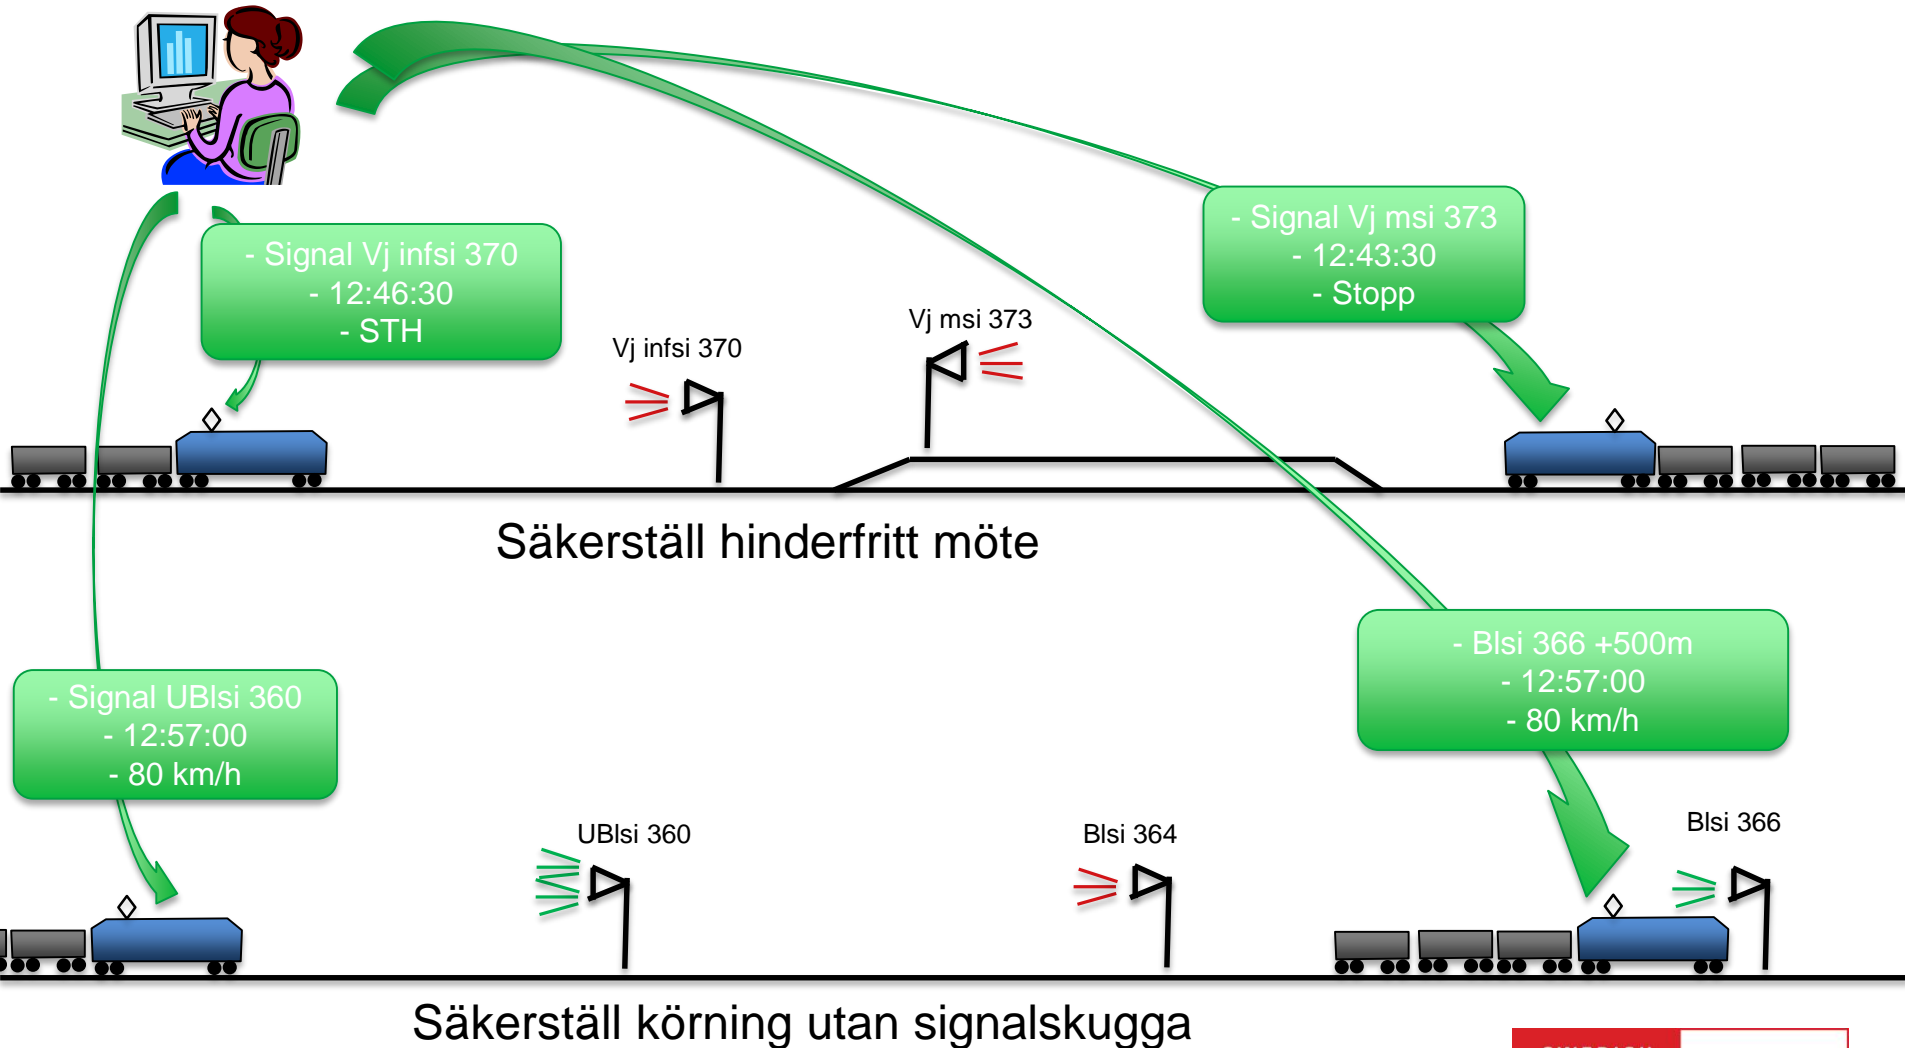 - Signal Vj infsi 370
- 12:46:30
- STH
- Signal Vj msi 373
- 12:43:30
- Stopp
Vj infsi 370
Vj msi 373
Säkerställ hinderfritt möte
- Signal UBlsi 360
- 12:57:00
- 80 km/h
- Blsi 366 +500m
- 12:57:00
- 80 km/h
UBlsi 360
Blsi 364
Blsi 366
Säkerställ körning utan signalskugga